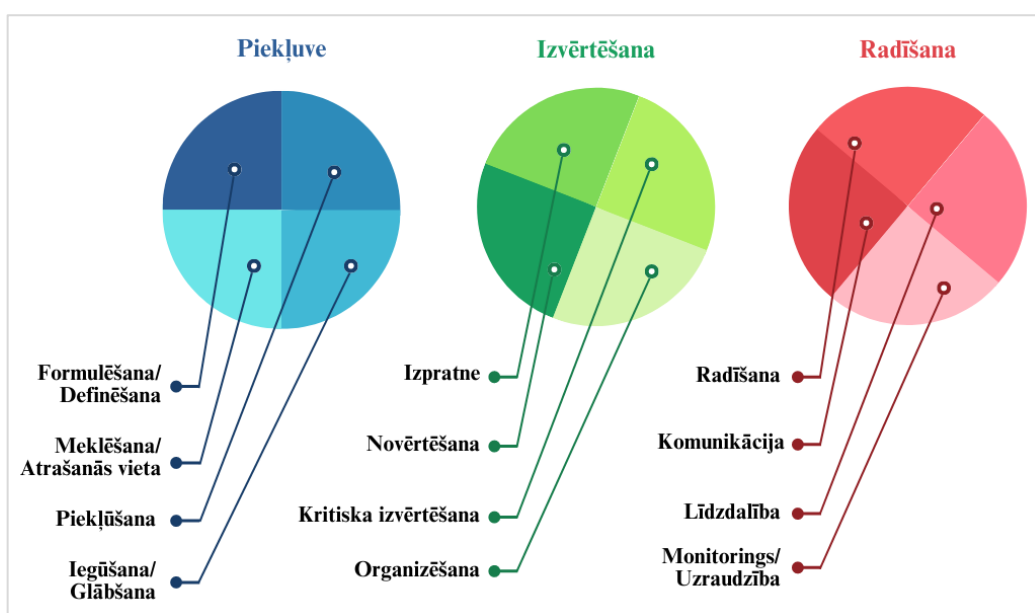 Piekļuve
Formulēšana/
Definēšana
Meklēšana/
Atrašanās vieta
Piekļūšana
Iegūšana/
Glābšana
Izvērtēšana
Izpratne
Novērtēšana
Kritiska izvērtēšana
Organizēšana
Radīšana
Radīšana
Komunikācija
Līdzdalība
Monitorings/
Uzraudzība